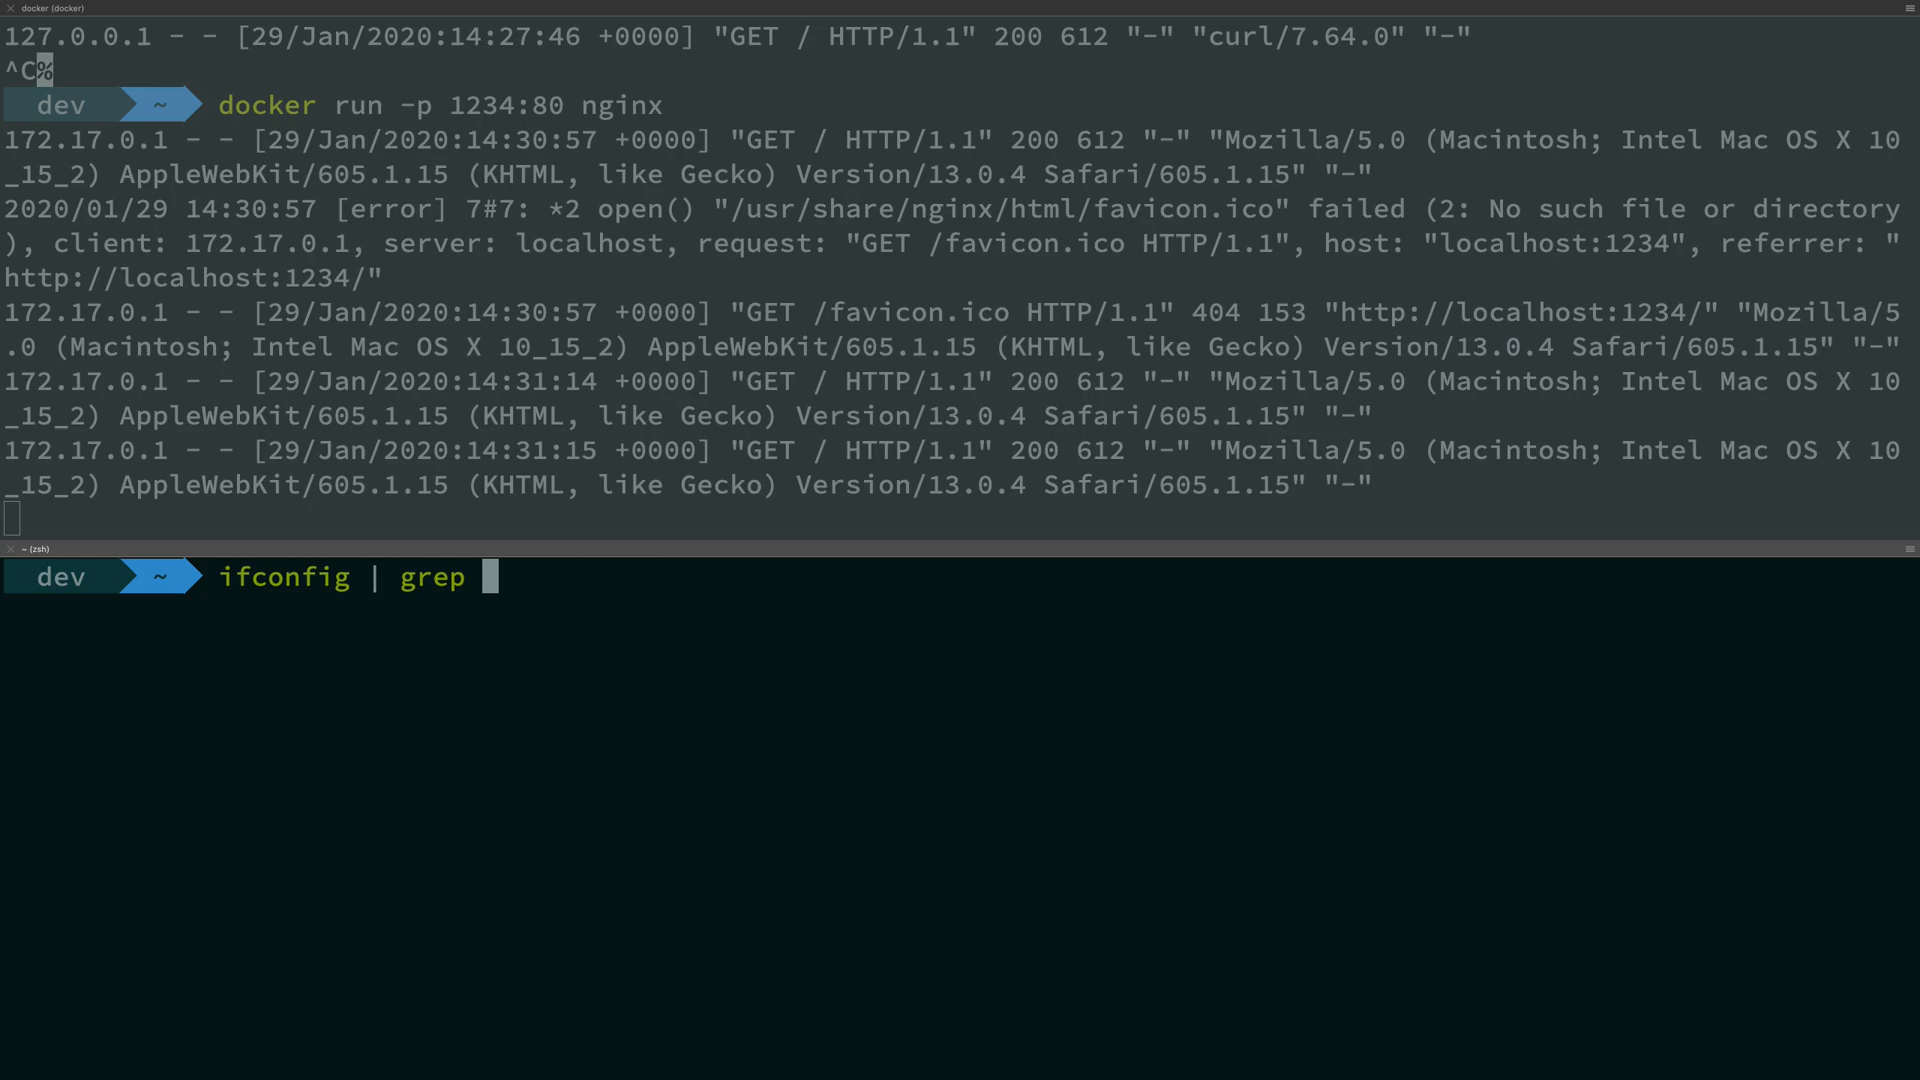 docker (docker)
127.0.0.1 - - [29/Jan/2020:14:27:46 +0000] "GET / HTTP/1.1" 200 612 "-" "curl/7.64.0" "-"
^C%
dev ~ docker run -p 1234:80 nginx
172.17.0.1 - - [29/Jan/2020:14:30:57 +0000] "GET / HTTP/1.1" 200 612 "-" "Mozilla/5.0 (Macintosh; Intel Mac OS X 10
_15_2) AppleWebKit/605.1.15 (KHTML, like Gecko) Version/13.0.4 Safari/605.1.15" "-"
2020/01/29 14:30:57 [error] 7#7: *2 open() "/usr/share/nginx/html/favicon.ico" failed (2: No such file or directory
), client: 172.17.0.1, server: localhost, request: "GET /favicon.ico HTTP/1.1", host: "localhost:1234", referrer: "
http://localhost:1234/"
172.17.0.1 - - [29/Jan/2020:14:30:57 +0000] "GET /favicon.ico HTTP/1.1" 404 153 "http://localhost:1234/" "Mozilla/5
.0 (Macintosh; Intel Mac OS X 10_15_2) AppleWebKit/605.1.15 (KHTML, like Gecko) Version/13.0.4 Safari/605.1.15" "-"
172.17.0.1 - - [29/Jan/2020:14:31:14 +0000] "GET / HTTP/1.1" 200 612 "-" "Mozilla/5.0 (Macintosh; Intel Mac OS X 10
_15_2) AppleWebKit/605.1.15 (KHTML, like Gecko) Version/13.0.4 Safari/605.1.15" "-"
172.17.0.1 - - [29/Jan/2020:14:31:15 +0000] "GET / HTTP/1.1" 200 612 "-" "Mozilla/5.0 (Macintosh; Intel Mac OS X 10
_15_2) AppleWebKit/605.1.15 (KHTML, like Gecko) Version/13.0.4 Safari/605.1.15" "-"
~ (zsh)
dev ~ ifconfig | grep